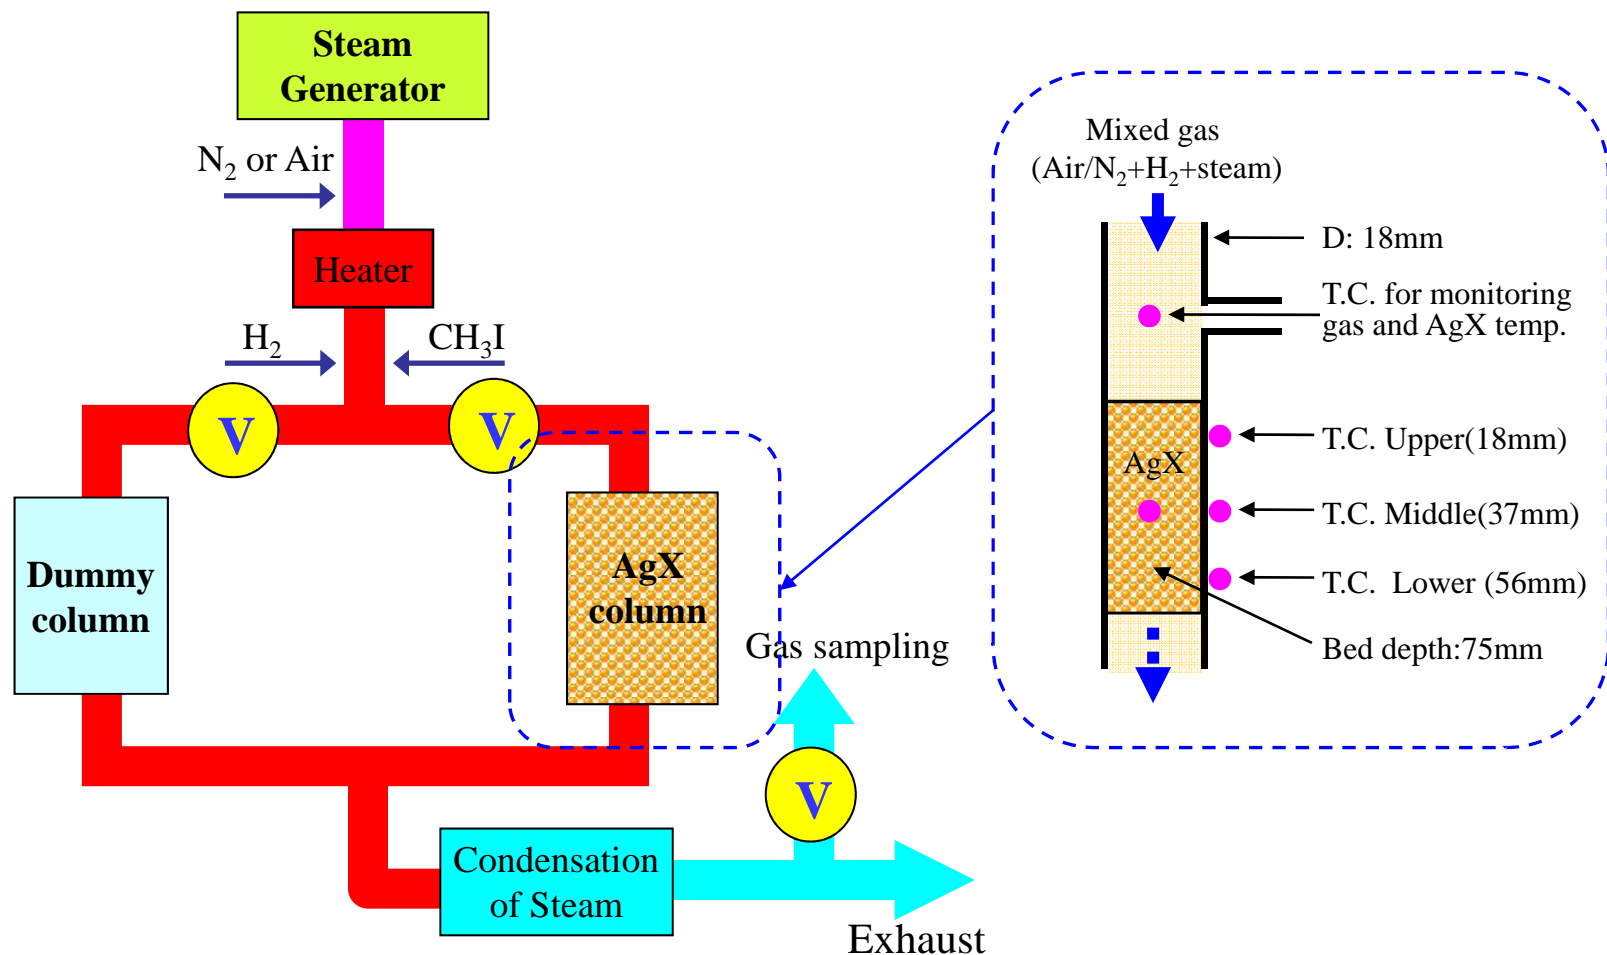 Steam
Generator
N₂ or Air
Heater
H₂
CH₃I
V
V
Dummy
column
AgX
column
Gas sampling
V
Condensation
of Steam
Exhaust
Mixed gas
(Air/N₂+H₂+steam)
D: 18mm
T.C. for monitoring
gas and AgX temp.
AgX
T.C. Upper(18mm)
T.C. Middle(37mm)
T.C. Lower (56mm)
Bed depth:75mm